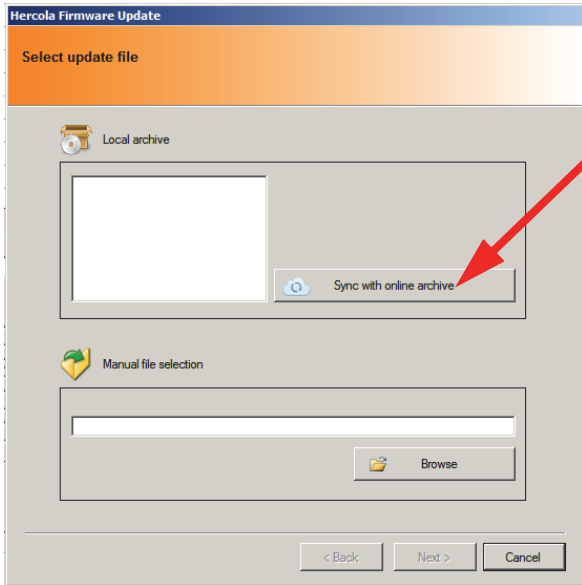 Hercola Firmware Update
Select update file
Local archive
Sync with online archive
Manual file selection
Browse
< Back
Next >
Cancel